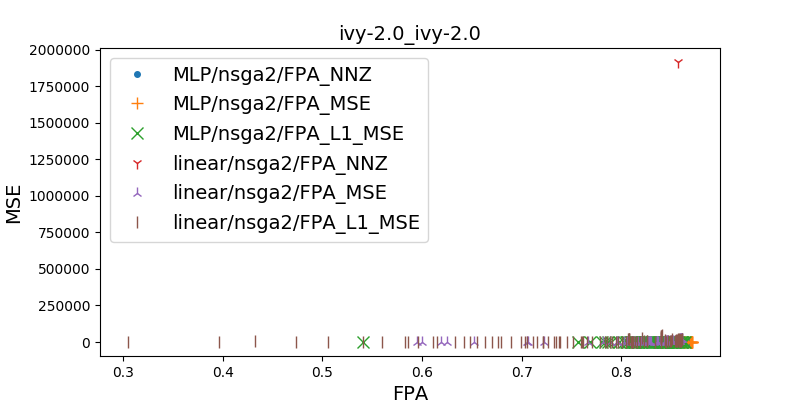 ivy-2.0_ivy-2.0
2000000
1750000
1500000
1250000
1000000
750000
500000
250000
0
MSE
MLP/nsga2/FPA_NNZ
MLP/nsga2/FPA_MSE
MLP/nsga2/FPA_L1_MSE
linear/nsga2/FPA_NNZ
linear/nsga2/FPA_MSE
linear/nsga2/FPA_L1_MSE
0.3 0.4 0.5 0.6 0.7 0.8
FPA